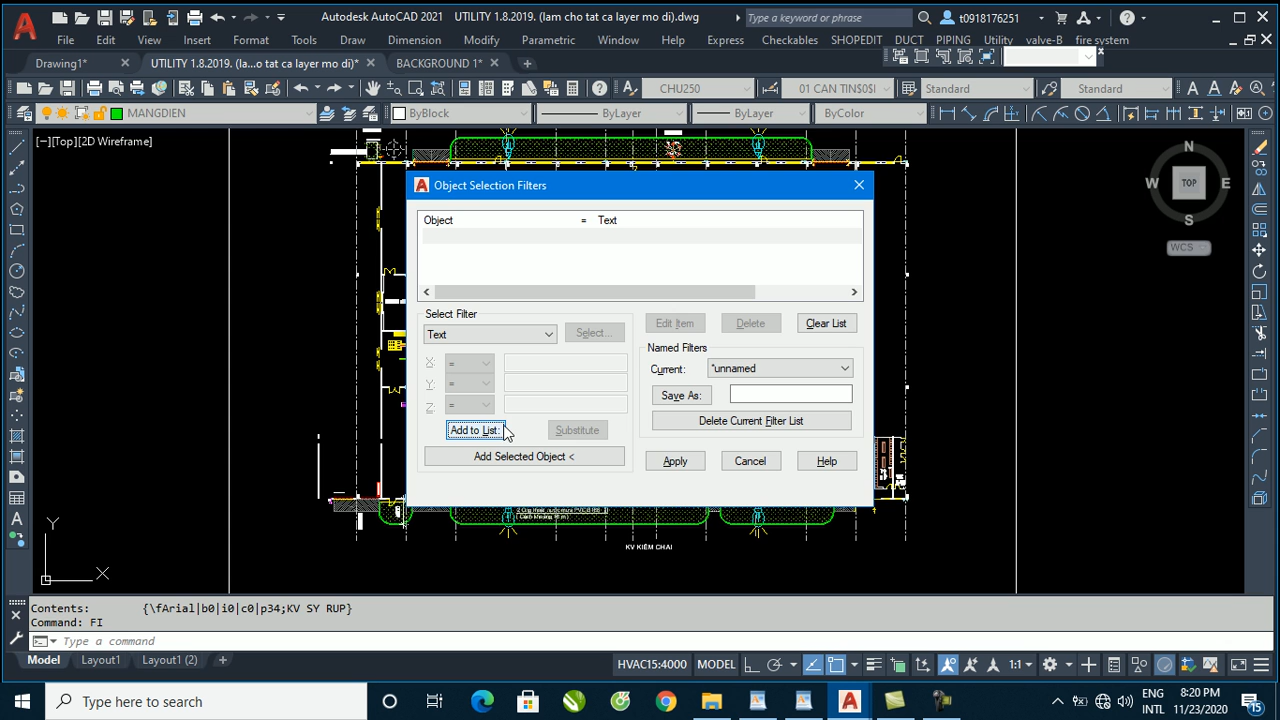 Autodesk AutoCAD 2021 UTILITY 1.8.2019. (lam cho tat ca layer mo di).dwg
Type a keyword or phrase
t0918176251
File Edit View Insert Format Tools Draw Dimension Modify Parametric Window Help Express Checkables SHOPEDIT DUCT PIPING Utility valve-B fire system
Drawing1*
UTILITY 1.8.2019. (la...o tat ca layer mo di)*
BACKGROUND 1*
CHU250
01 CAN TIN$0$I
Standard
Standard
MANGDIEN
ByBlock
ByLayer
ByLayer
ByColor
[−][Top][2D Wireframe]
N
W TOP E
S
WCS
Object Selection Filters
Object = Text
Select Filter
Text
Select...
X: =
Y: =
Z: =
Add to List:
Substitute
Add Selected Object <
Edit Item
Delete
Clear List
Named Filters
Current: *unnamed
Save As:
Delete Current Filter List
Apply
Cancel
Help
KV KIỂM CHAI
Y
X
Contents: {\fArial|b0|i0|c0|p34;KV SY RUP}
Command: FI
Type a command
Model Layout1 Layout1 (2) +
HVAC15:4000 MODEL
1:1
Type here to search
ENG
INTL
8:20 PM
11/23/2020
15